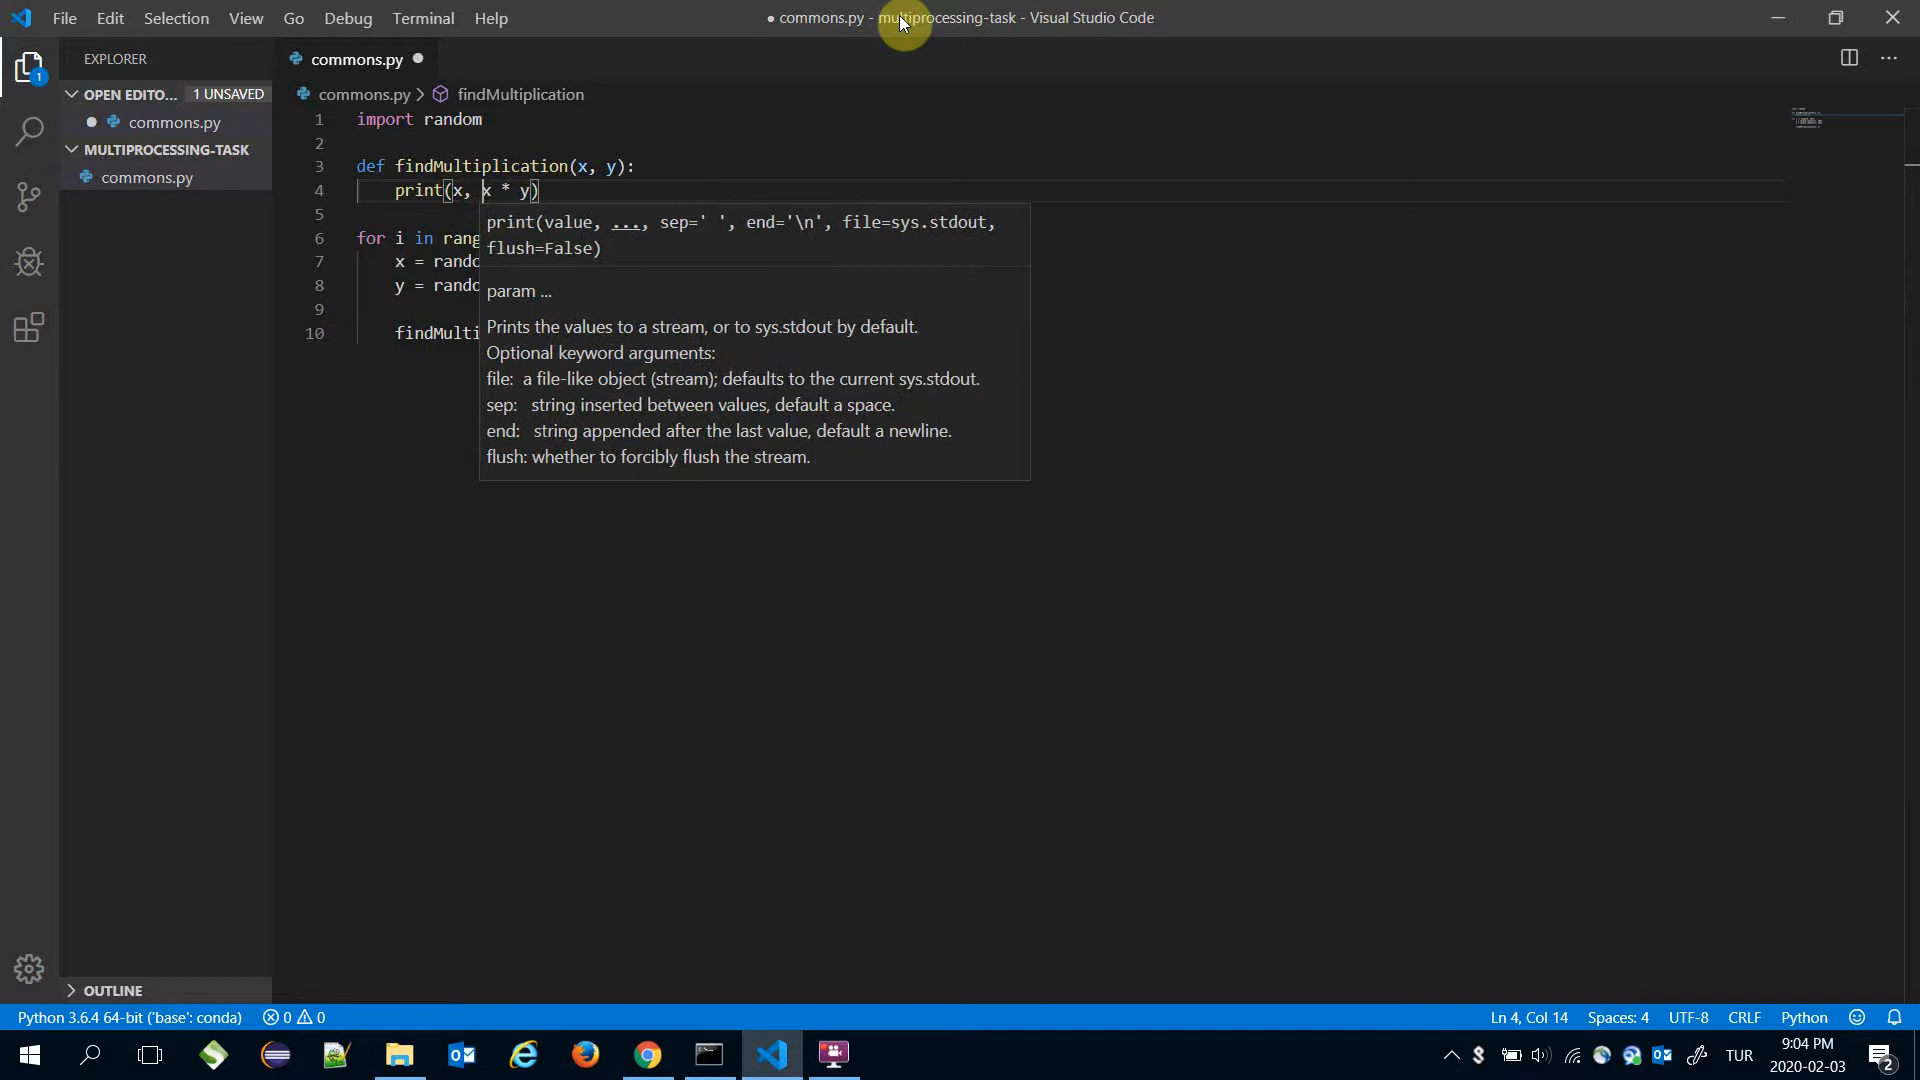 File Edit Selection View Go Debug Terminal Help
● commons.py - multiprocessing-task - Visual Studio Code
EXPLORER
OPEN EDITO... 1 UNSAVED
commons.py
MULTIPROCESSING-TASK
commons.py
OUTLINE
commons.py
commons.py > findMultiplication
1 import random
2
3 def findMultiplication(x, y):
4 print(x, x * y)
5
6 for i in rang
7 x = rando
8 y = rando
9
10 findMulti
print(value, ..., sep=' ', end='\n', file=sys.stdout,
flush=False)
param ...
Prints the values to a stream, or to sys.stdout by default.
Optional keyword arguments:
file: a file-like object (stream); defaults to the current sys.stdout.
sep: string inserted between values, default a space.
end: string appended after the last value, default a newline.
flush: whether to forcibly flush the stream.
Python 3.6.4 64-bit ('base': conda) 0 0
Ln 4, Col 14 Spaces: 4 UTF-8 CRLF Python
TUR
9:04 PM
2020-02-03
2
1